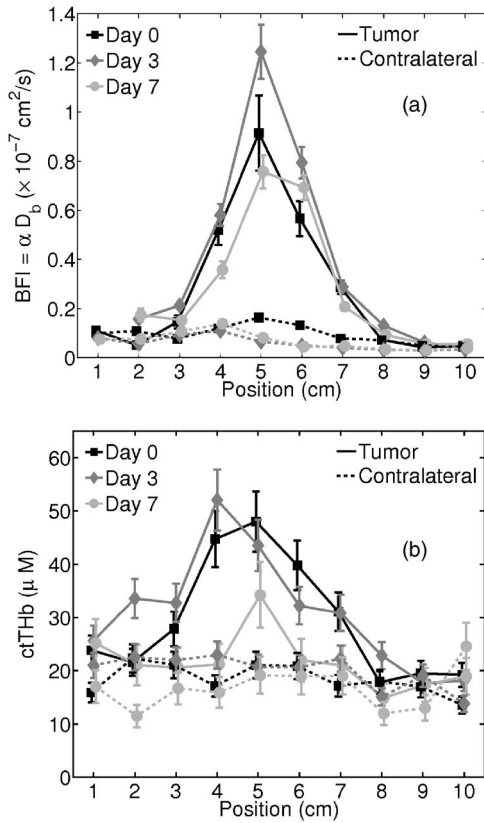 1.4
1.2
1
0.8
0.6
0.4
0.2
0
BFI = α D_b (× 10⁻⁷ cm²/s)
Day 0
Day 3
Day 7
Tumor
Contralateral
(a)
1 2 3 4 5 6 7 8 9 10
Position (cm)
60
50
40
30
20
10
0
ctTHb (μ M)
Day 0
Day 3
Day 7
Tumor
Contralateral
(b)
1 2 3 4 5 6 7 8 9 10
Position (cm)